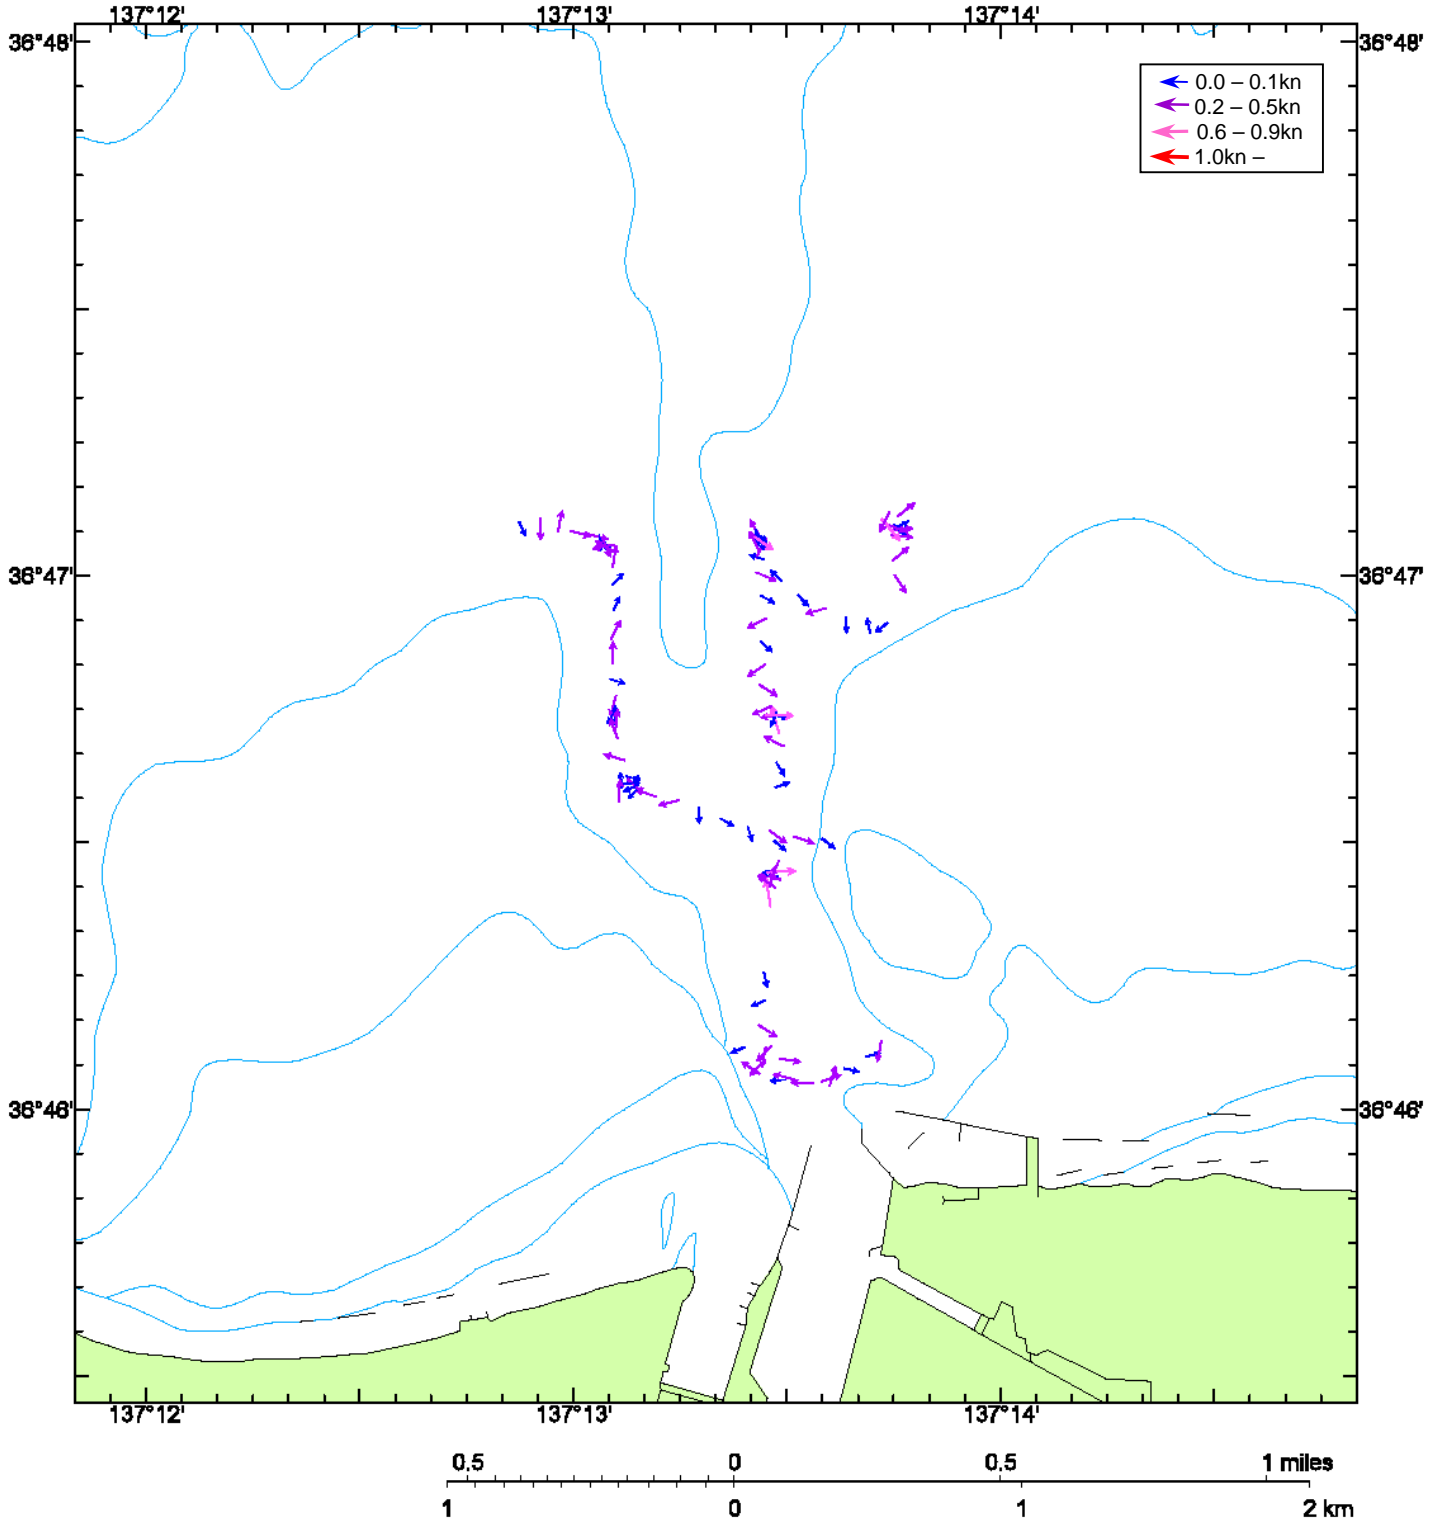 137°12' 137°13' 137°14'
36°48' 36°48'
0.0 – 0.1kn
0.2 – 0.5kn
0.6 – 0.9kn
1.0kn –
36°47' 36°47'
36°46' 36°46'
137°12' 137°13' 137°14'
0.5 0 0.5 1 miles
1 0 1 2 km